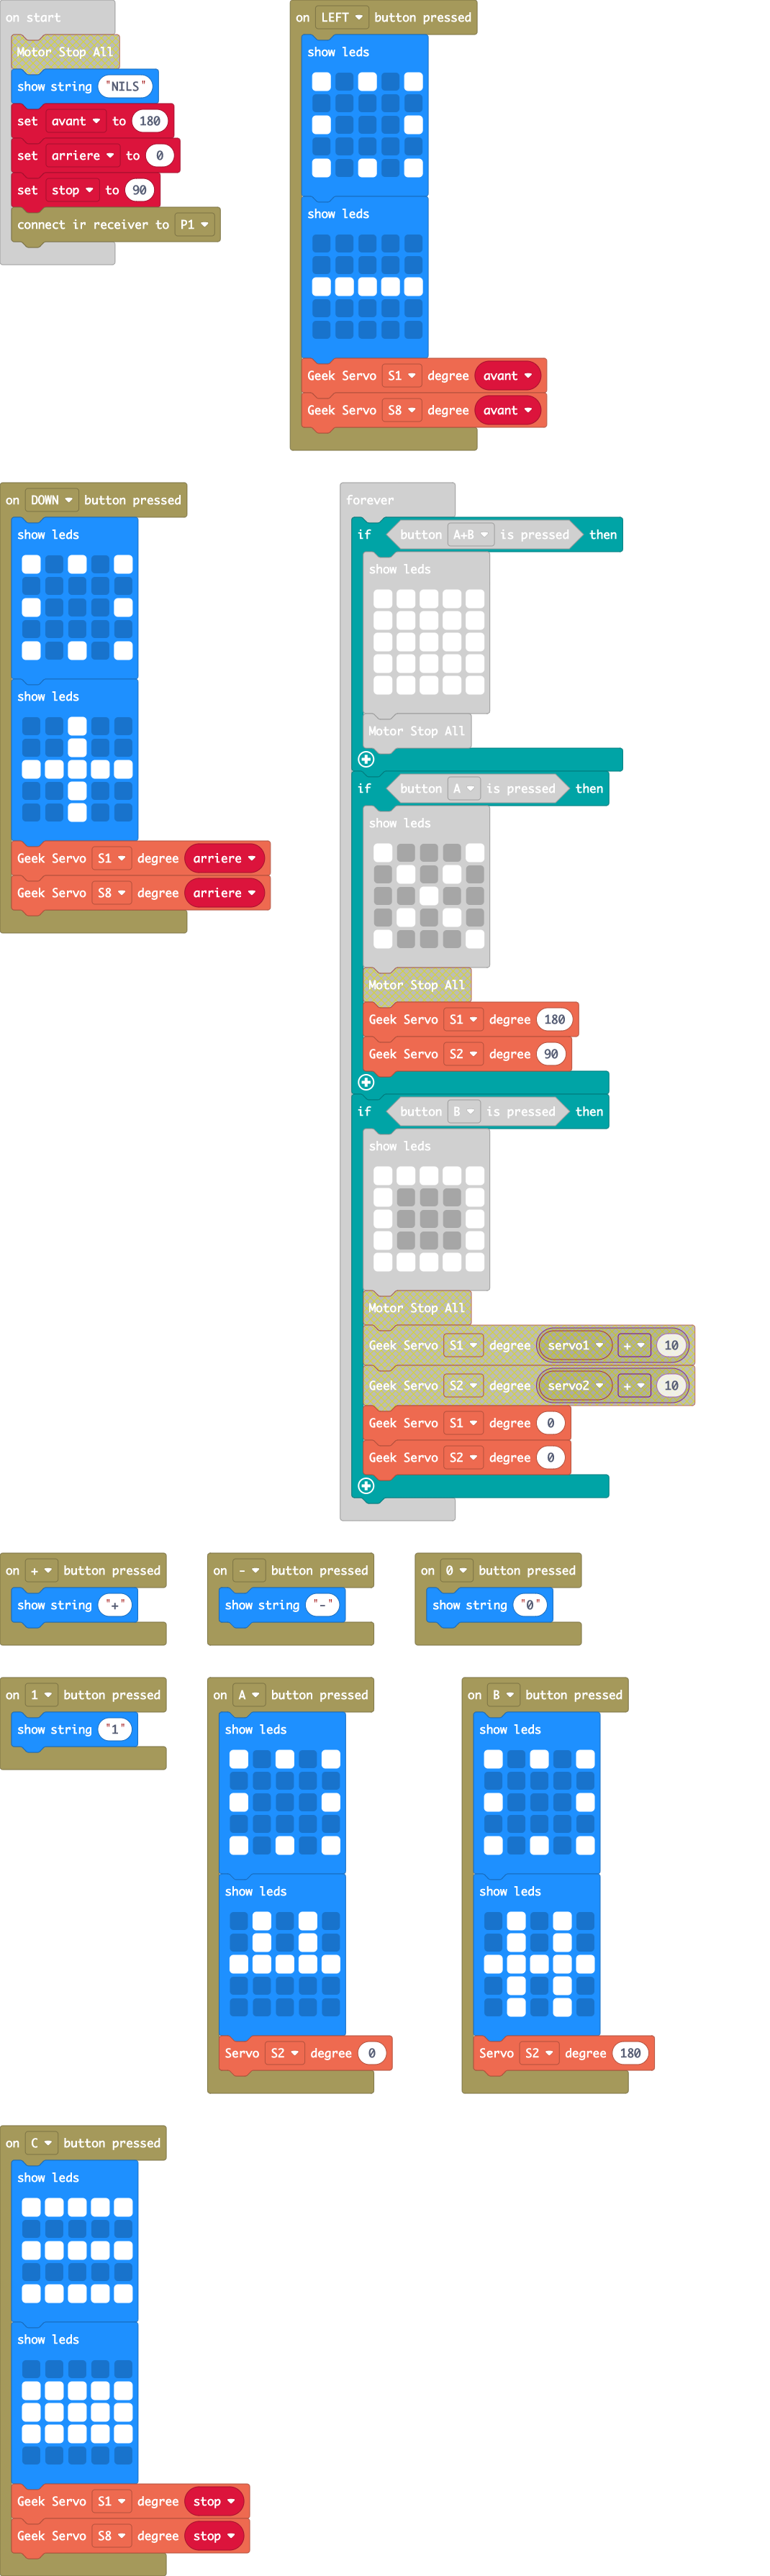 on start
Motor Stop All
show string "NILS"
set avant to 180
set arriere to 0
set stop to 90
connect ir receiver to P1
on LEFT button pressed
show leds
show leds
Geek Servo S1 degree avant
Geek Servo S8 degree avant
on DOWN button pressed
show leds
show leds
Geek Servo S1 degree arriere
Geek Servo S8 degree arriere
forever
if button A+B is pressed then
show leds
Motor Stop All
if button A is pressed then
show leds
Motor Stop All
Geek Servo S1 degree 180
Geek Servo S2 degree 90
if button B is pressed then
show leds
Motor Stop All
Geek Servo S1 degree servo1 + 10
Geek Servo S2 degree servo2 + 10
Geek Servo S1 degree 0
Geek Servo S2 degree 0
on + button pressed
show string "+"
on - button pressed
show string "-"
on 0 button pressed
show string "0"
on 1 button pressed
show string "1"
on A button pressed
show leds
show leds
Servo S2 degree 0
on B button pressed
show leds
show leds
Servo S2 degree 180
on C button pressed
show leds
show leds
Geek Servo S1 degree stop
Geek Servo S8 degree stop